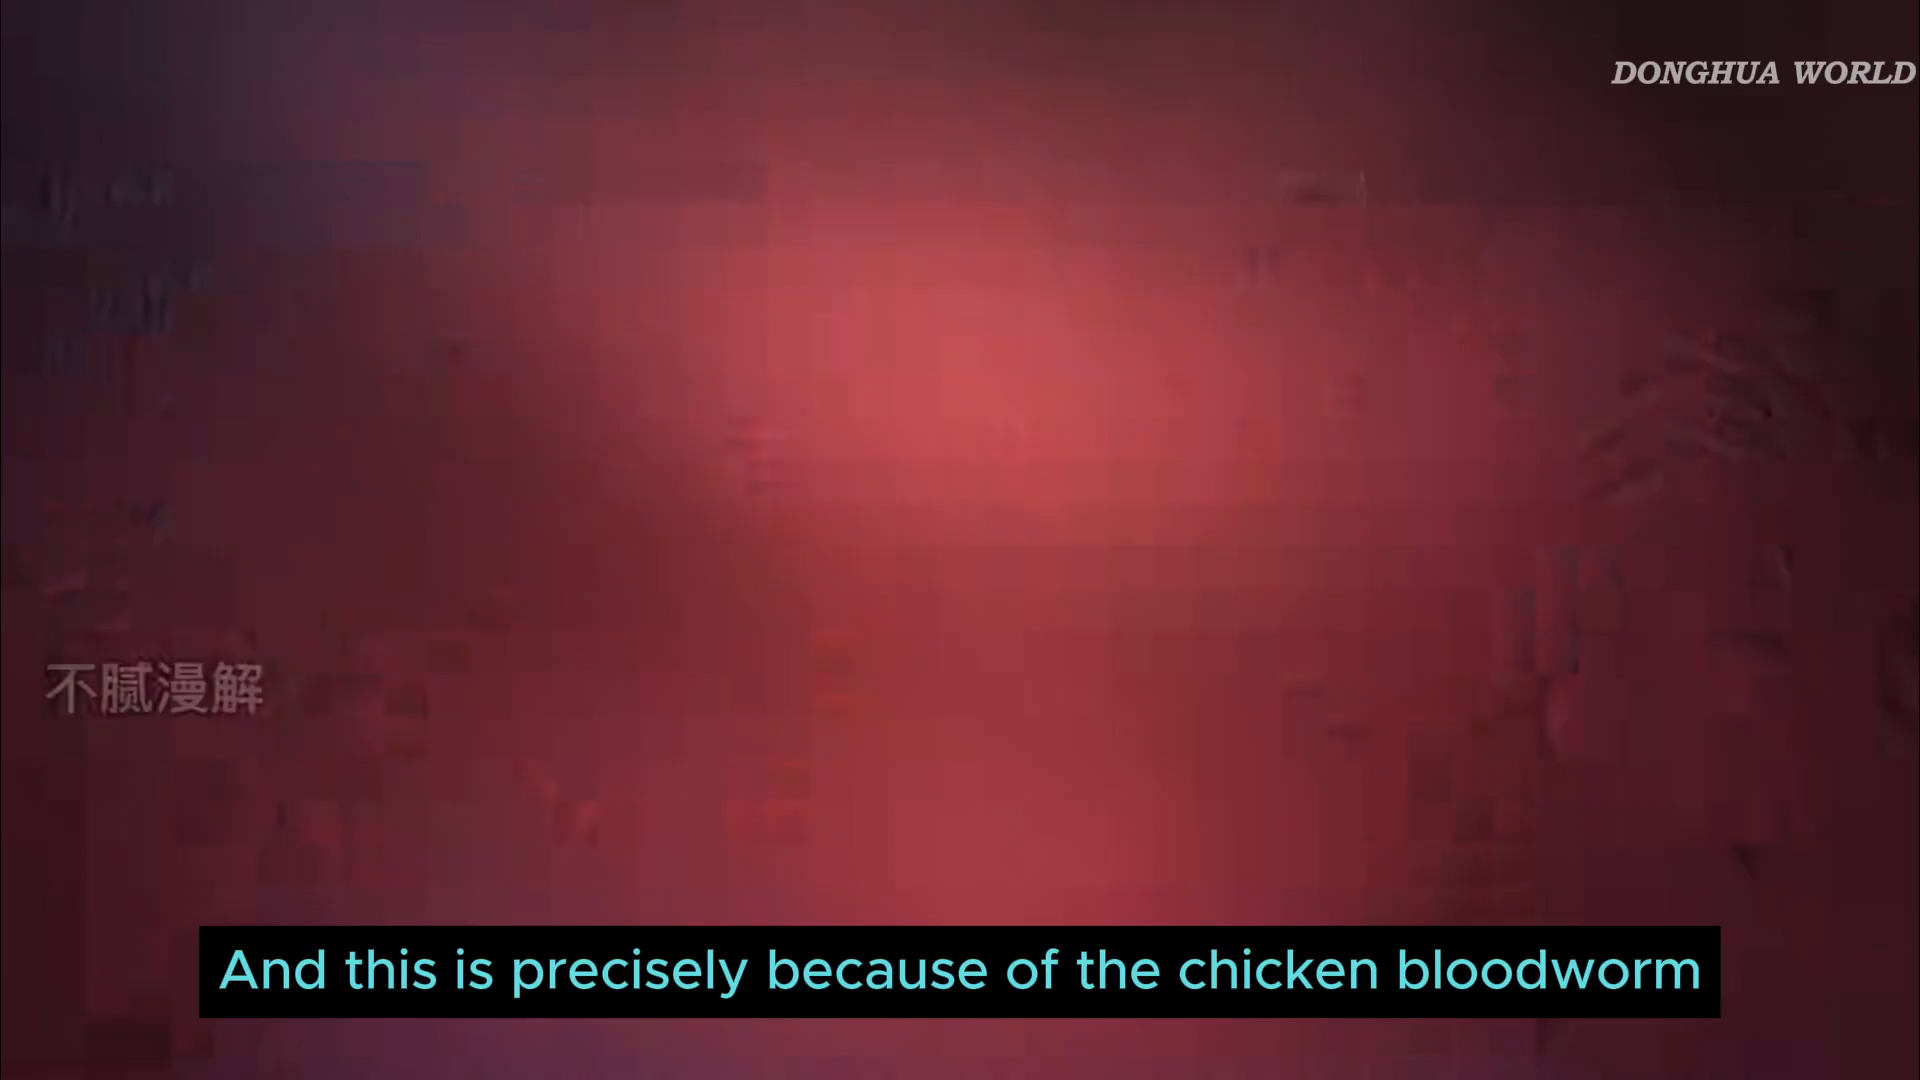 DONGHUA WORLD
不腻漫解
And this is precisely because of the chicken bloodworm